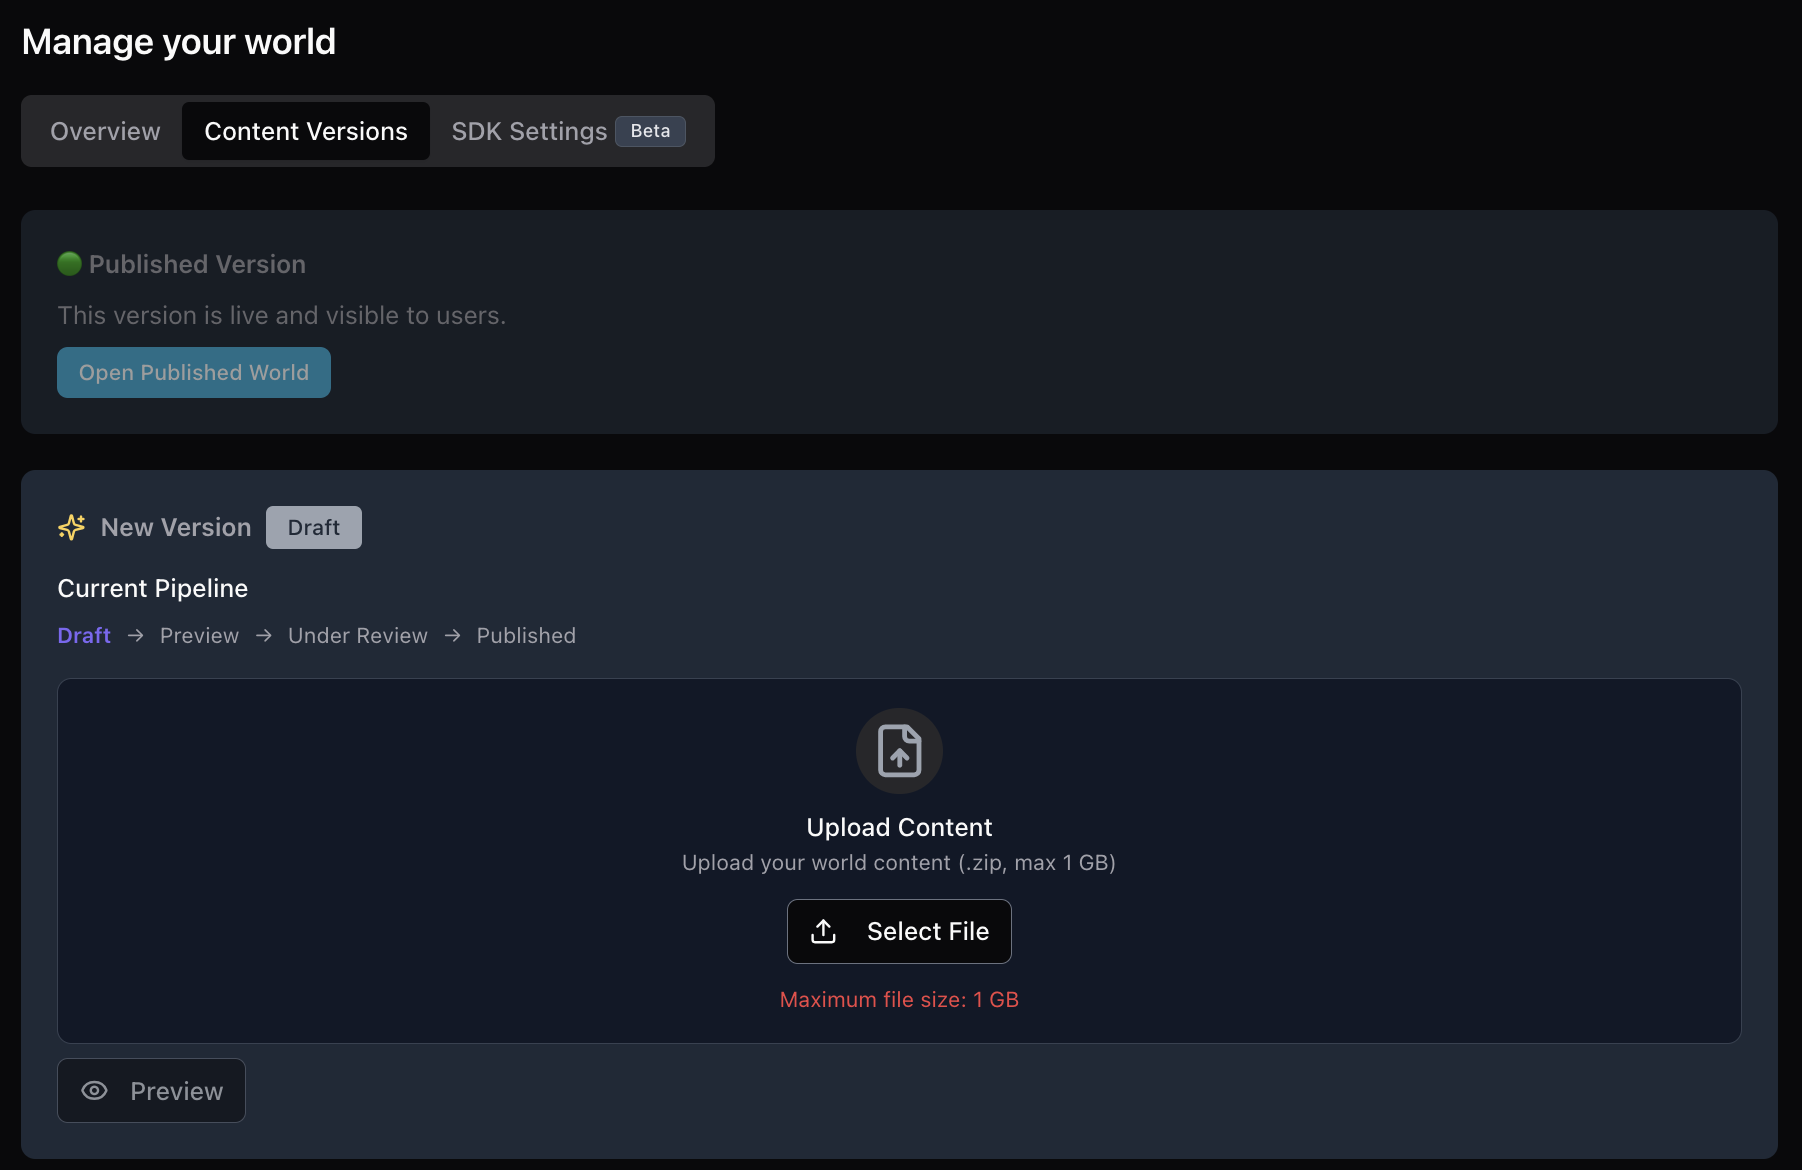 Manage your world
Overview Content Versions SDK Settings Beta
Published Version
This version is live and visible to users.
Open Published World
New Version Draft
Current Pipeline
Draft → Preview → Under Review → Published
Upload Content
Upload your world content (.zip, max 1 GB)
Select File
Maximum file size: 1 GB
Preview